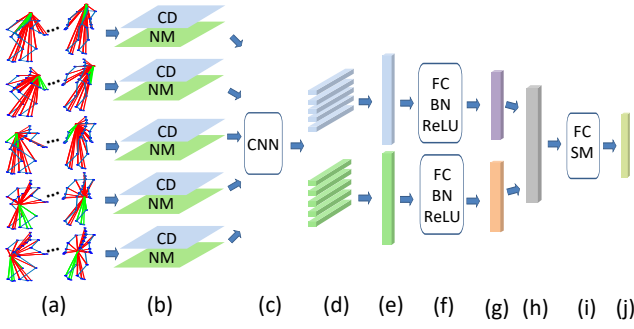 CD
NM
CD
NM
CD
NM
CD
NM
CD
NM
CNN
FC
BN
ReLU
FC
BN
ReLU
FC
SM
(a) (b) (c) (d) (e) (f) (g) (h) (i) (j)